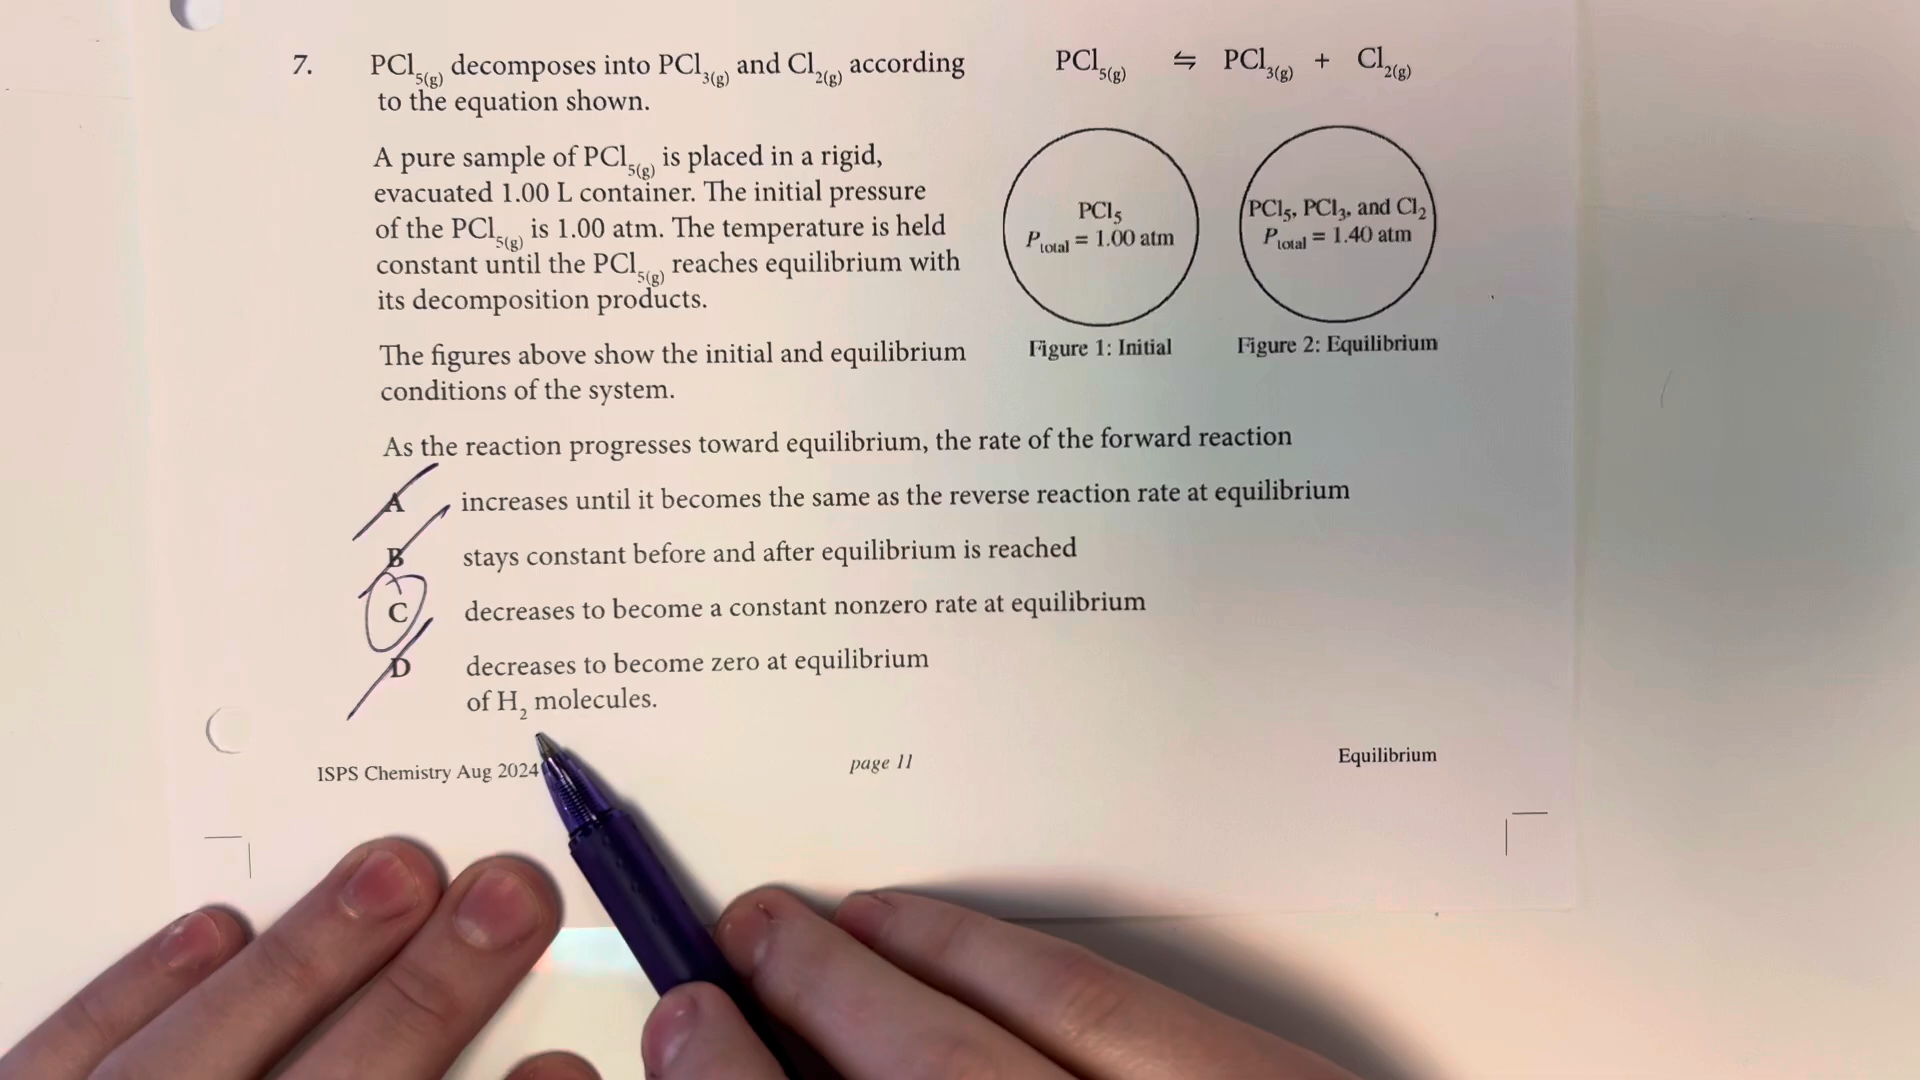 7. PCl5(g) decomposes into PCl3(g) and Cl2(g) according
to the equation shown.
PCl5(g) ⇋ PCl3(g) + Cl2(g)
A pure sample of PCl5(g) is placed in a rigid,
evacuated 1.00 L container. The initial pressure
of the PCl5(g) is 1.00 atm. The temperature is held
constant until the PCl5(g) reaches equilibrium with
its decomposition products.
PCl5
Ptotal = 1.00 atm
Figure 1: Initial
PCl5, PCl3, and Cl2
Ptotal = 1.40 atm
Figure 2: Equilibrium
The figures above show the initial and equilibrium
conditions of the system.
As the reaction progresses toward equilibrium, the rate of the forward reaction
A increases until it becomes the same as the reverse reaction rate at equilibrium
B stays constant before and after equilibrium is reached
C decreases to become a constant nonzero rate at equilibrium
D decreases to become zero at equilibrium
of H2 molecules.
ISPS Chemistry Aug 2024 page 11 Equilibrium